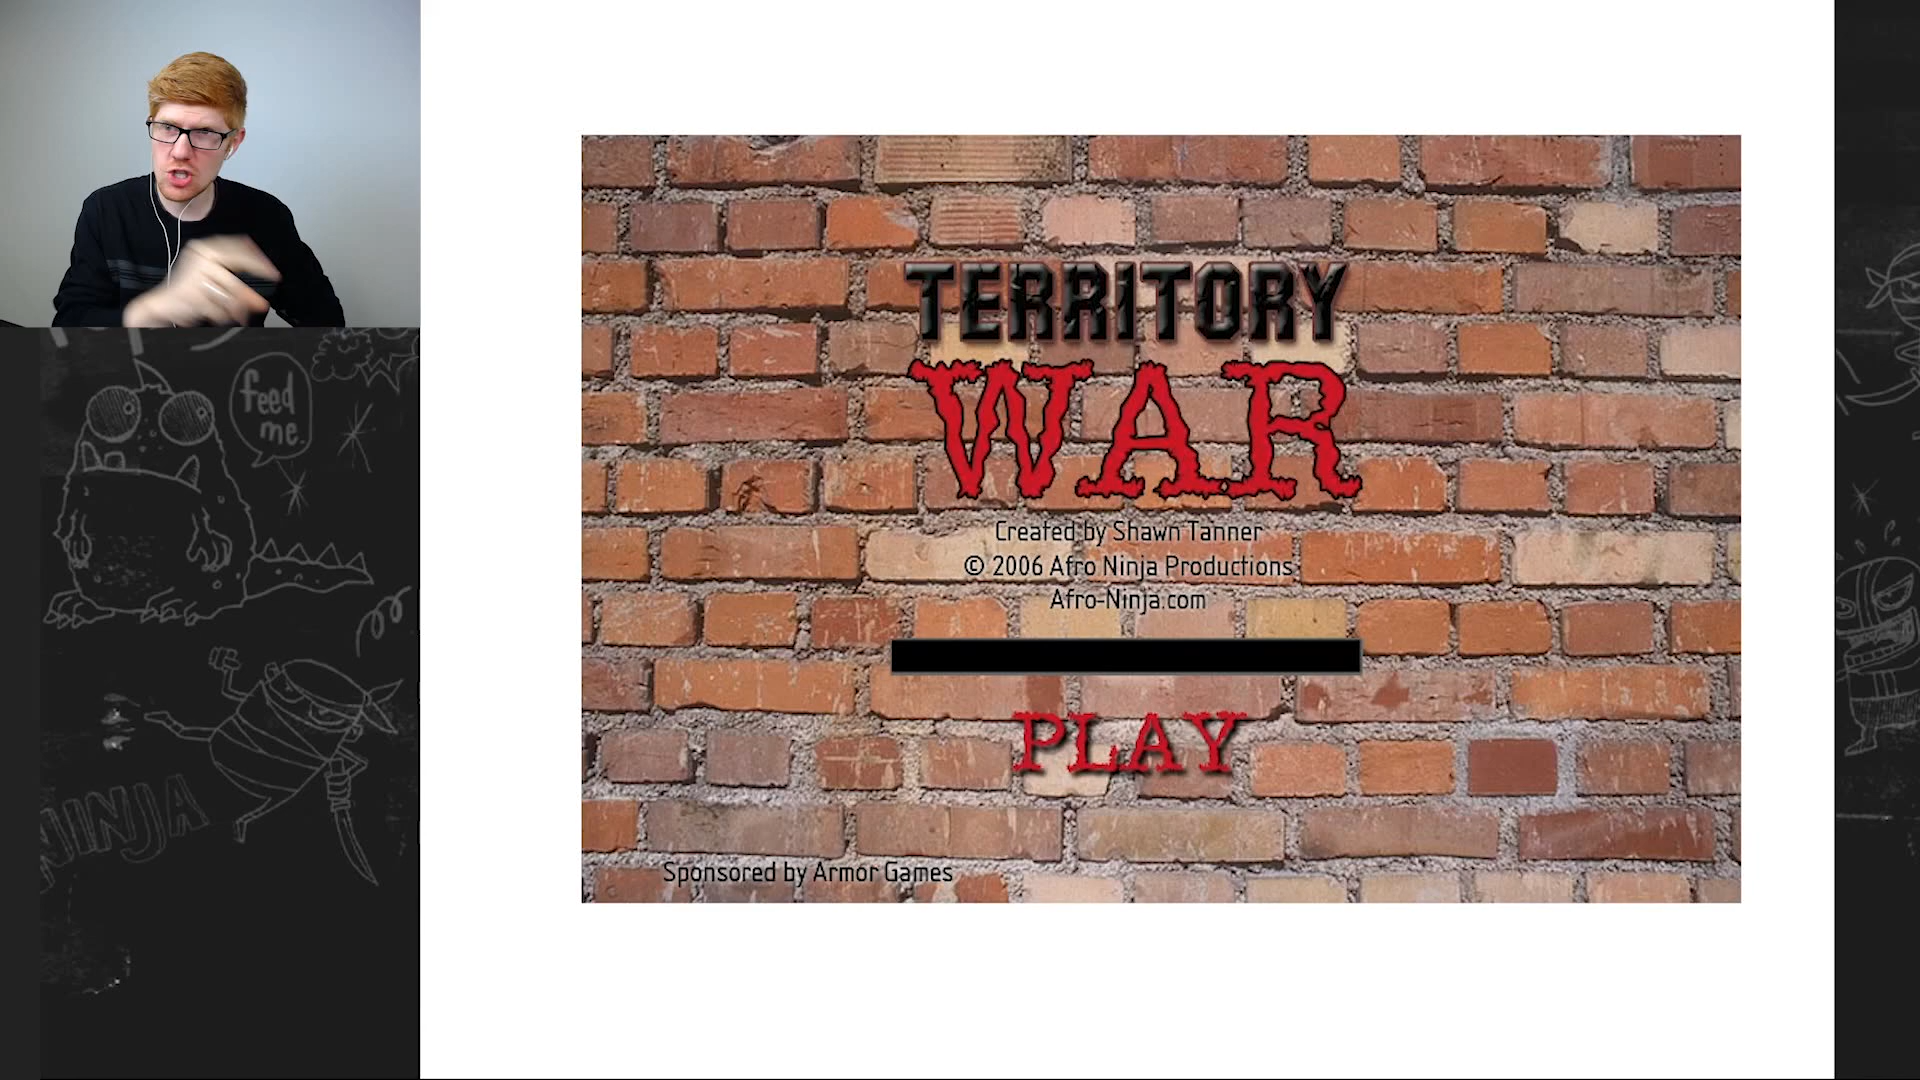 feed
me.
NINJA
TERRITORY
WAR
Created by Shawn Tanner
© 2006 Afro Ninja Productions
Afro-Ninja.com
PLAY
Sponsored by Armor Games